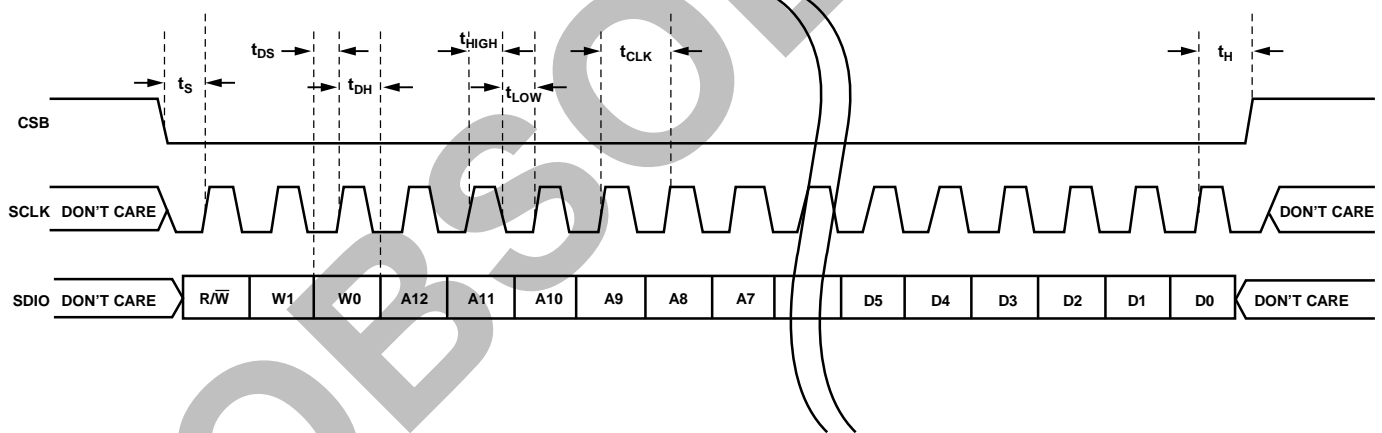 tDS
tHIGH
tCLK
tH
tS
tDH
tLOW
CSB
SCLK DON'T CARE
DON'T CARE
SDIO DON'T CARE R/W̅ W1 W0 A12 A11 A10 A9 A8 A7 D5 D4 D3 D2 D1 D0 DON'T CARE
OBSOL